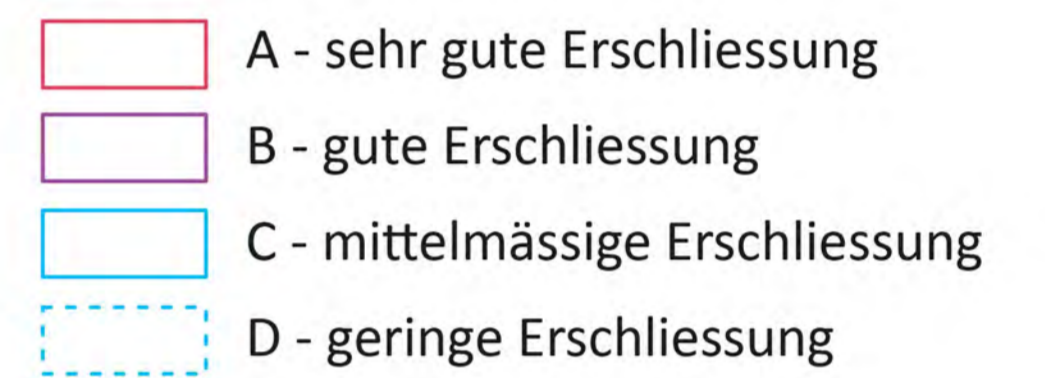 A - sehr gute Erschliessung
B - gute Erschliessung
C - mittelmässige Erschliessung
D - geringe Erschliessung